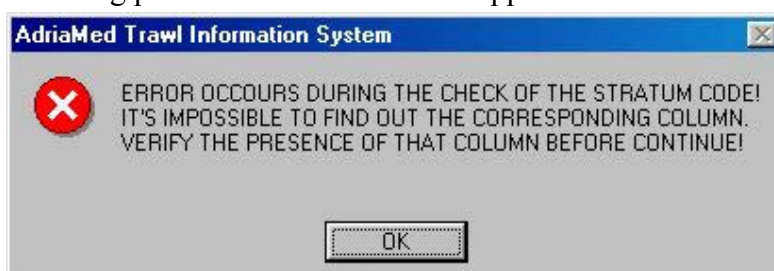 AdriaMed Trawl Information System
ERROR OCCOURS DURING THE CHECK OF THE STRATUM CODE!
IT'S IMPOSSIBLE TO FIND OUT THE CORRESPONDING COLUMN.
VERIFY THE PRESENCE OF THAT COLUMN BEFORE CONTINUE!
OK